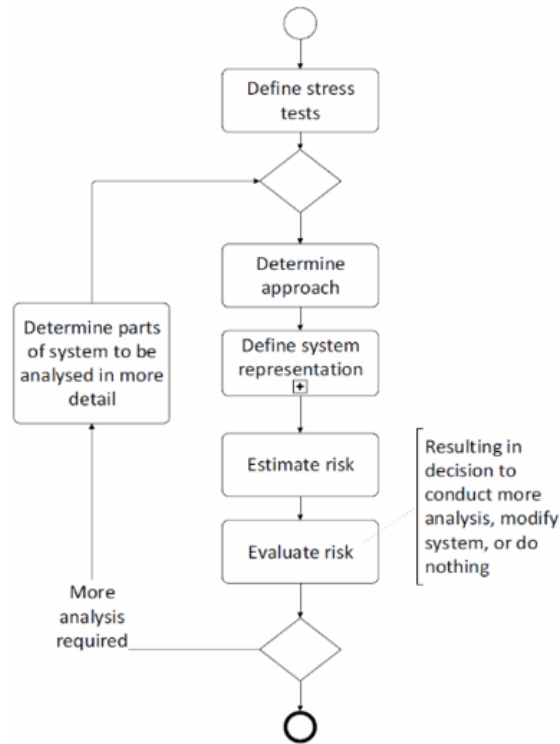 Define stress
tests
Determine
approach
Determine parts
of system to be
analysed in more
detail
Define system
representation
Estimate risk
Resulting in
decision to
conduct more
analysis, modify
system, or do
nothing
Evaluate risk
More
analysis
required